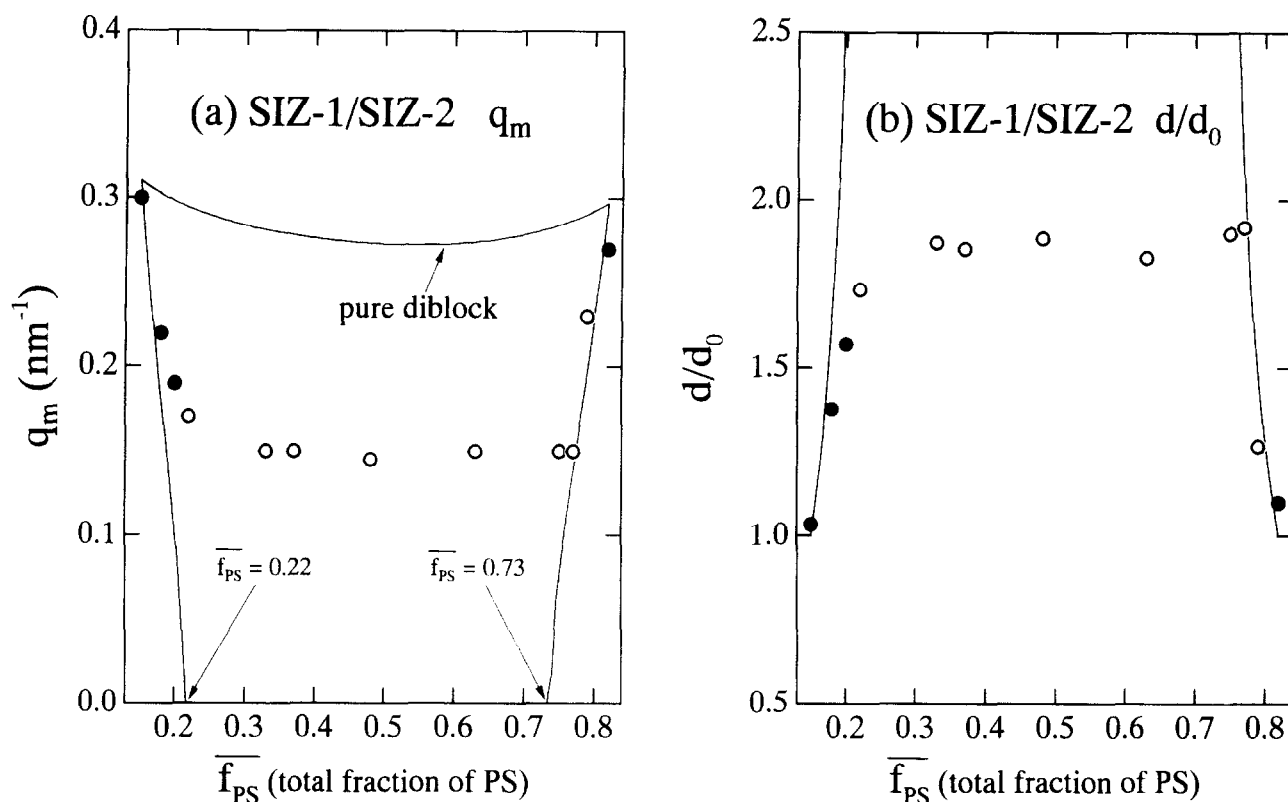 0.4
0.3
0.2
0.1
0.0
q_m (nm^-1)
(a) SIZ-1/SIZ-2 q_m
pure diblock
f_PS = 0.22
f_PS = 0.73
0.2 0.3 0.4 0.5 0.6 0.7 0.8
f_PS (total fraction of PS)
2.5
2.0
1.5
1.0
0.5
d/d_0
(b) SIZ-1/SIZ-2 d/d_0
0.2 0.3 0.4 0.5 0.6 0.7 0.8
f_PS (total fraction of PS)